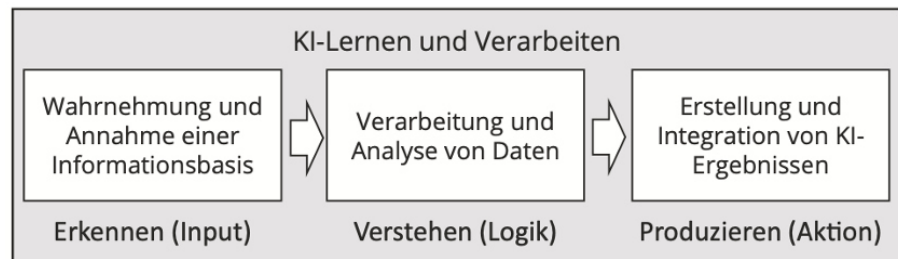 KI-Lernen und Verarbeiten
Wahrnehmung und
Annahme einer
Informationsbasis
Verarbeitung und
Analyse von Daten
Erstellung und
Integration von KI-
Ergebnissen
Erkennen (Input)
Verstehen (Logik)
Produzieren (Aktion)